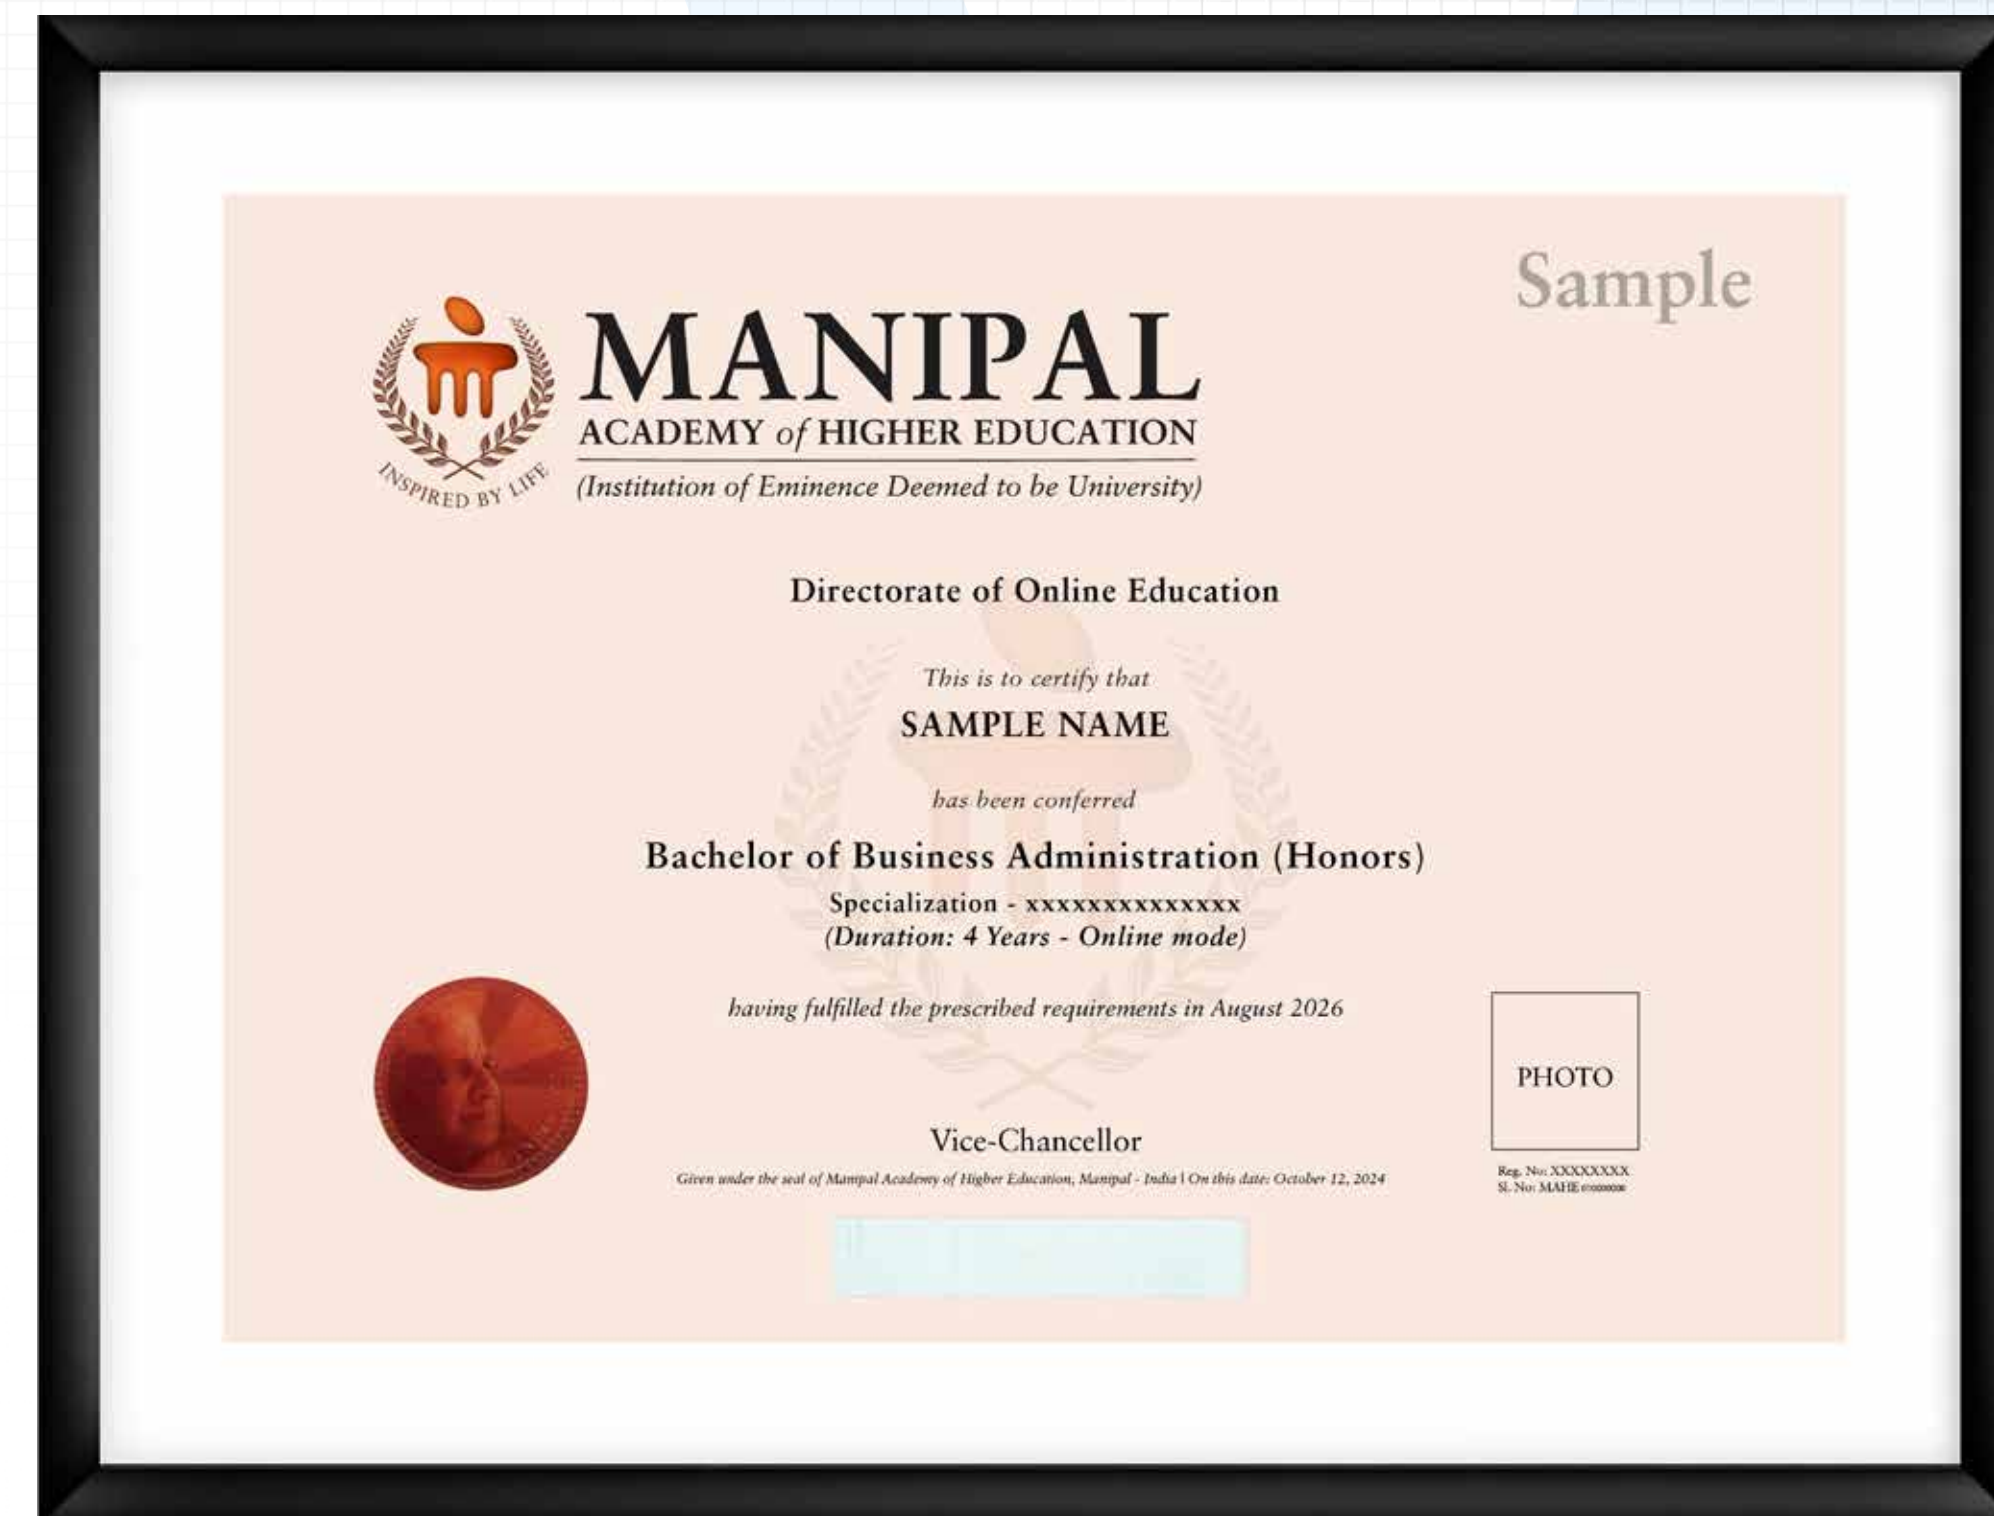 Sample
MANIPAL
ACADEMY of HIGHER EDUCATION
(Institution of Eminence Deemed to be University)
INSPIRED BY LIFE
Directorate of Online Education
This is to certify that
SAMPLE NAME
has been conferred
Bachelor of Business Administration (Honors)
Specialization - xxxxxxxxxxxxxx
(Duration: 4 Years - Online mode)
having fulfilled the prescribed requirements in August 2026
PHOTO
Vice-Chancellor
Given under the seal of Manipal Academy of Higher Education, Manipal - India | On this date: October 12, 2024
Reg. No: XXXXXXXX
Sl. No: MAHE